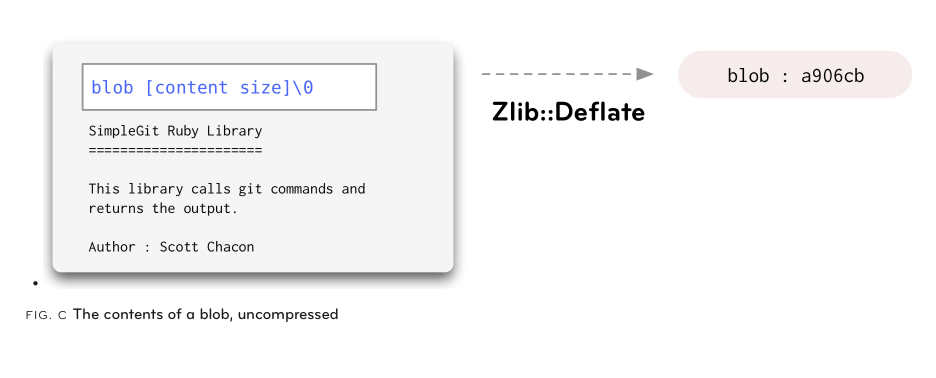 blob [content size]\0
SimpleGit Ruby Library
======================
This library calls git commands and
returns the output.
Author : Scott Chacon
Zlib::Deflate
blob : a906cb
FIG. C The contents of a blob, uncompressed